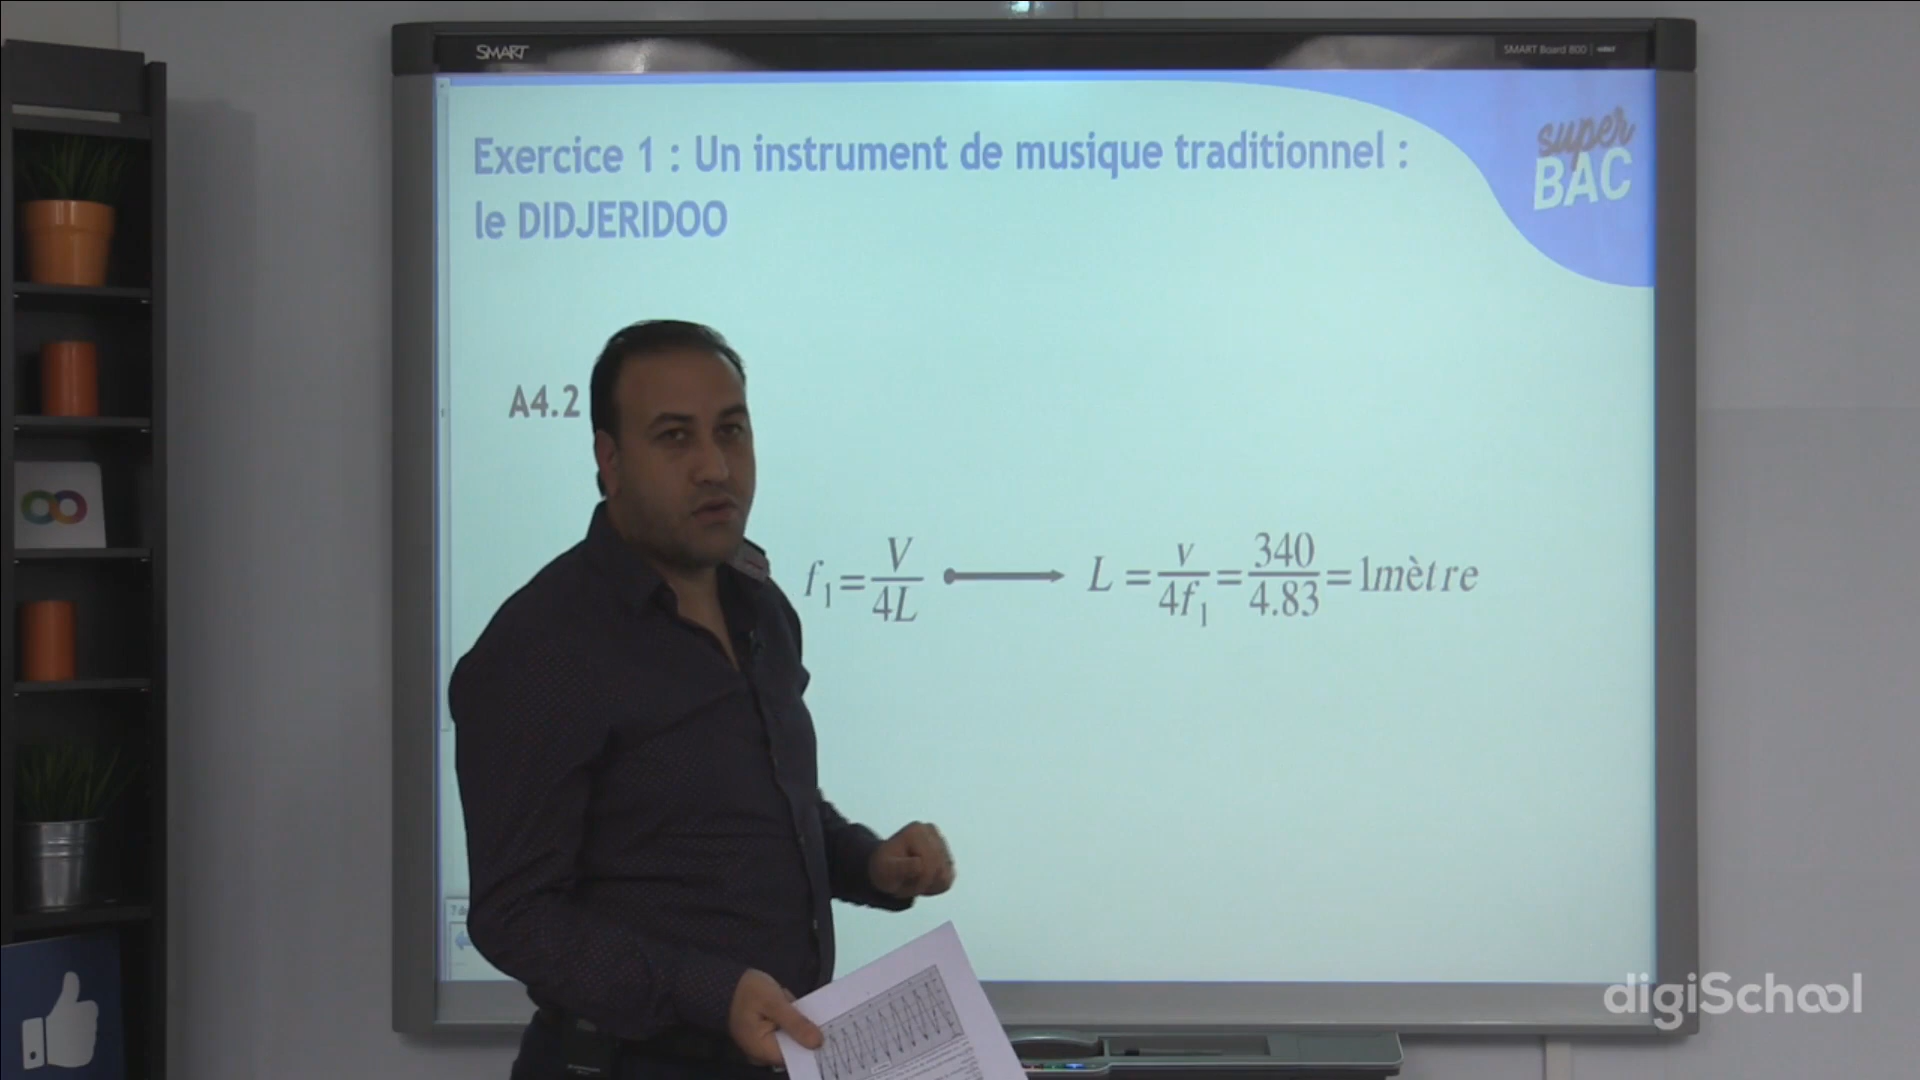 SMART
SMART Board 800
super
BAC
Exercice 1 : Un instrument de musique traditionnel :
le DIDJERIDOO
A4.2
f₁ = V/4L → L = v/4f₁ = 340/4.83 = 1mètre
digiSchool